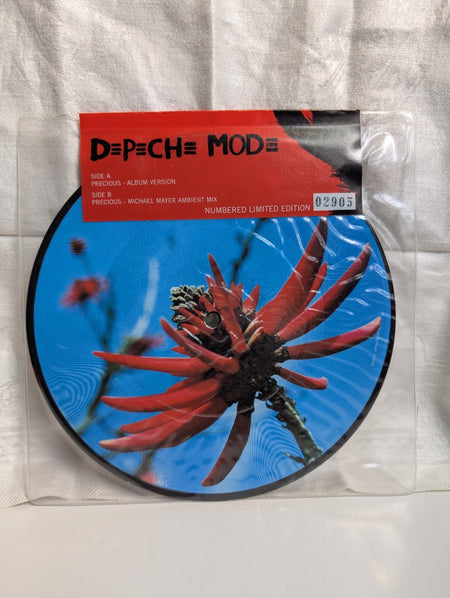 DEPECHE MODE
SIDE A
PRECIOUS - ALBUM VERSION
SIDE B
PRECIOUS - MICHAEL MAYER AMBIENT MIX
NUMBERED LIMITED EDITION 02905